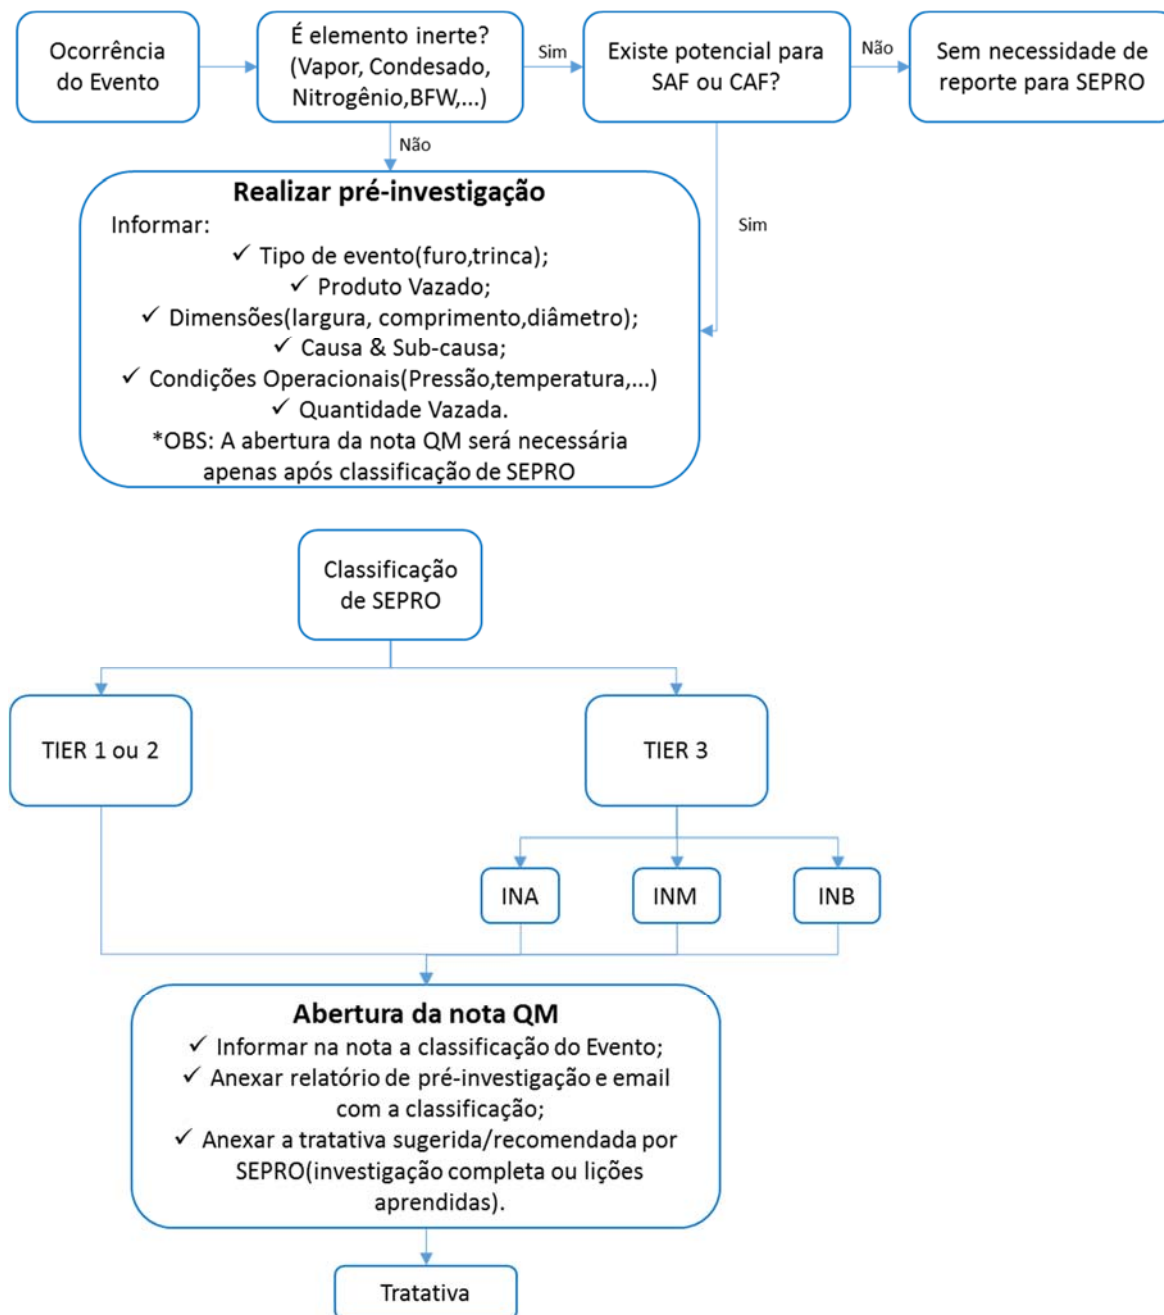 Ocorrência
do Evento
É elemento inerte?
(Vapor, Condesado,
Nitrogênio,BFW,...)
Sim
Existe potencial para
SAF ou CAF?
Não
Sem necessidade de
reporte para SEPRO
Não
Sim
Realizar pré-investigação
Informar:
✓ Tipo de evento(furo,trinca);
✓ Produto Vazado;
✓ Dimensões(largura, comprimento,diâmetro);
✓ Causa & Sub-causa;
✓ Condições Operacionais(Pressão,temperatura,...)
✓ Quantidade Vazada.
*OBS: A abertura da nota QM será necessária
apenas após classificação de SEPRO
Classificação
de SEPRO
TIER 1 ou 2
TIER 3
INA
INM
INB
Abertura da nota QM
✓ Informar na nota a classificação do Evento;
✓ Anexar relatório de pré-investigação e email
com a classificação;
✓ Anexar a tratativa sugerida/recomendada por
SEPRO(investigação completa ou lições
aprendidas).
Tratativa